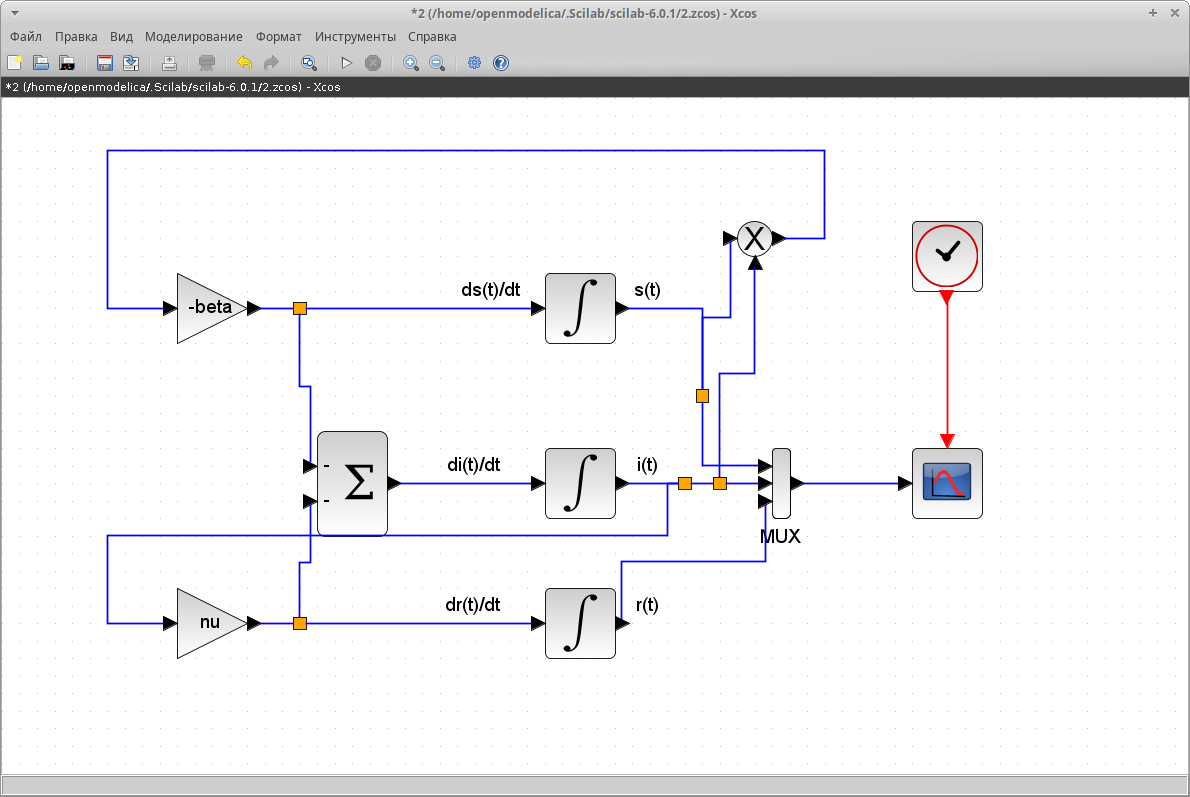 *2 (/home/openmodelica/.Scilab/scilab-6.0.1/2.zcos) - Xcos
Файл Правка Вид Моделирование Формат Инструменты Справка
*2 (/home/openmodelica/.Scilab/scilab-6.0.1/2.zcos) - Xcos
X
-beta
ds(t)/dt
∫
s(t)
-
-
Σ
di(t)/dt
∫
i(t)
MUX
nu
dr(t)/dt
∫
r(t)